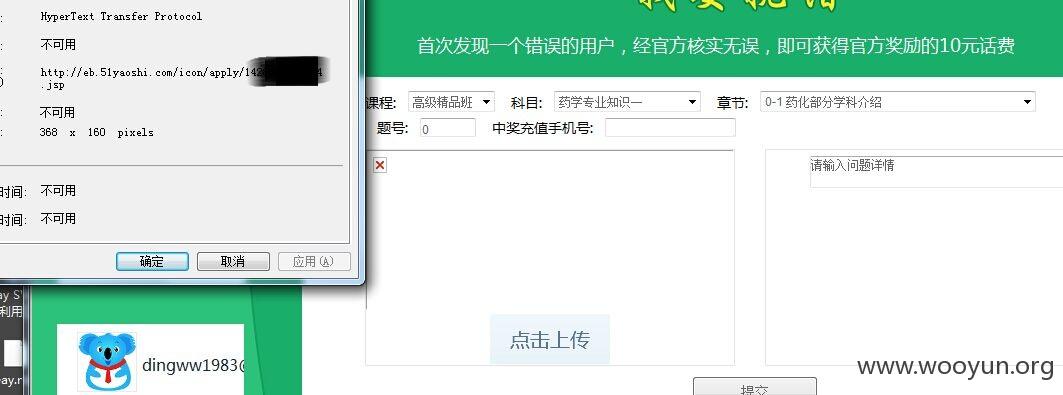 HyperText Transfer Protocol
不可用
http://eb.51yaoshi.com/icon/apply/142
4
.jsp
不可用
368 x 160 pixels
时间: 不可用
时间: 不可用
确定 取消 应用(A)
首次发现一个错误的用户，经官方核实无误，即可获得官方奖励的10元话费
课程: 高级精品班 科目: 药学专业知识一 章节: 0-1 药化部分学科介绍
题号: 0 中奖充值手机号:
请输入问题详情
点击上传
提交
ay S
利用
ay.r
dingww1983@
www.wooyun.org